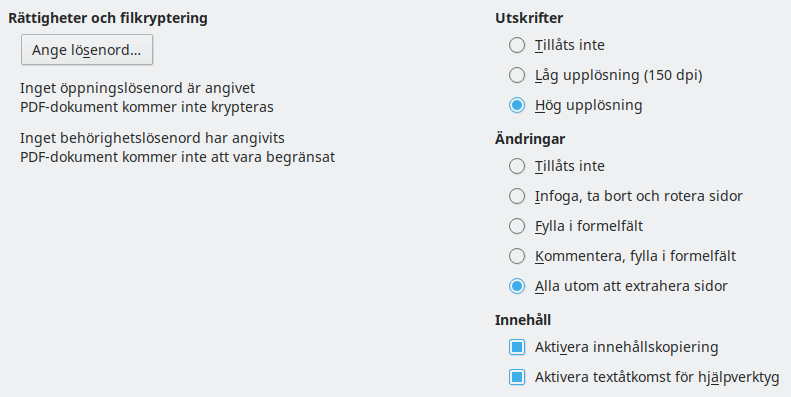 Rättigheter och filkryptering
Ange lösenord...
Inget öppningslösenord är angivet
PDF-dokument kommer inte krypteras
Inget behörighetslösenord har angivits
PDF-dokument kommer inte att vara begränsat
Utskrifter
Tillåts inte
Låg upplösning (150 dpi)
Hög upplösning
Ändringar
Tillåts inte
Infoga, ta bort och rotera sidor
Fylla i formelfält
Kommentera, fylla i formelfält
Alla utom att extrahera sidor
Innehåll
Aktivera innehållskopiering
Aktivera textåtkomst för hjälpverktyg